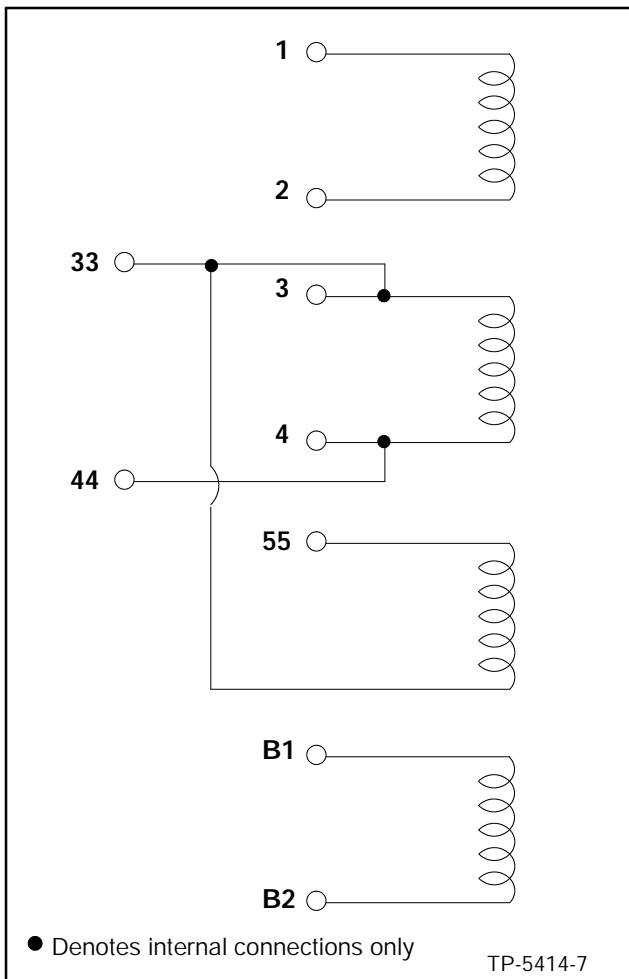 1
2
33
3
4
44
55
B1
B2
● Denotes internal connections only
TP-5414-7